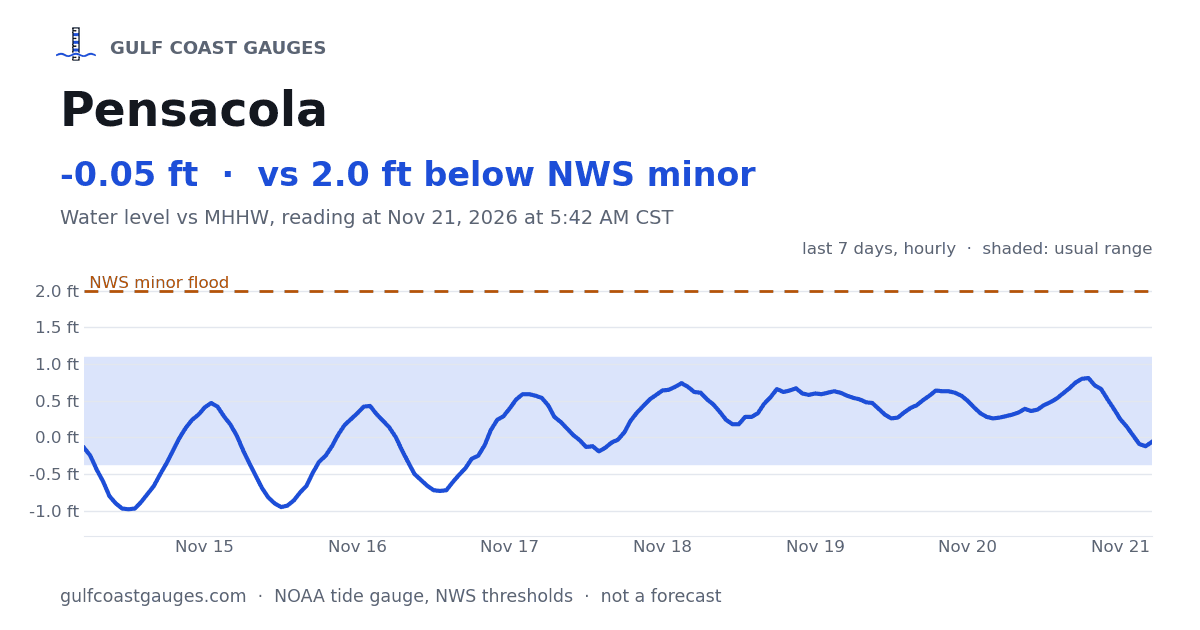 GULF COAST GAUGES
Pensacola
-0.05 ft · vs 2.0 ft below NWS minor
Water level vs MHHW, reading at Nov 21, 2026 at 5:42 AM CST
last 7 days, hourly · shaded: usual range
NWS minor flood
2.0 ft
1.5 ft
1.0 ft
0.5 ft
0.0 ft
-0.5 ft
-1.0 ft
Nov 15 Nov 16 Nov 17 Nov 18 Nov 19 Nov 20 Nov 21
gulfcoastgauges.com · NOAA tide gauge, NWS thresholds · not a forecast